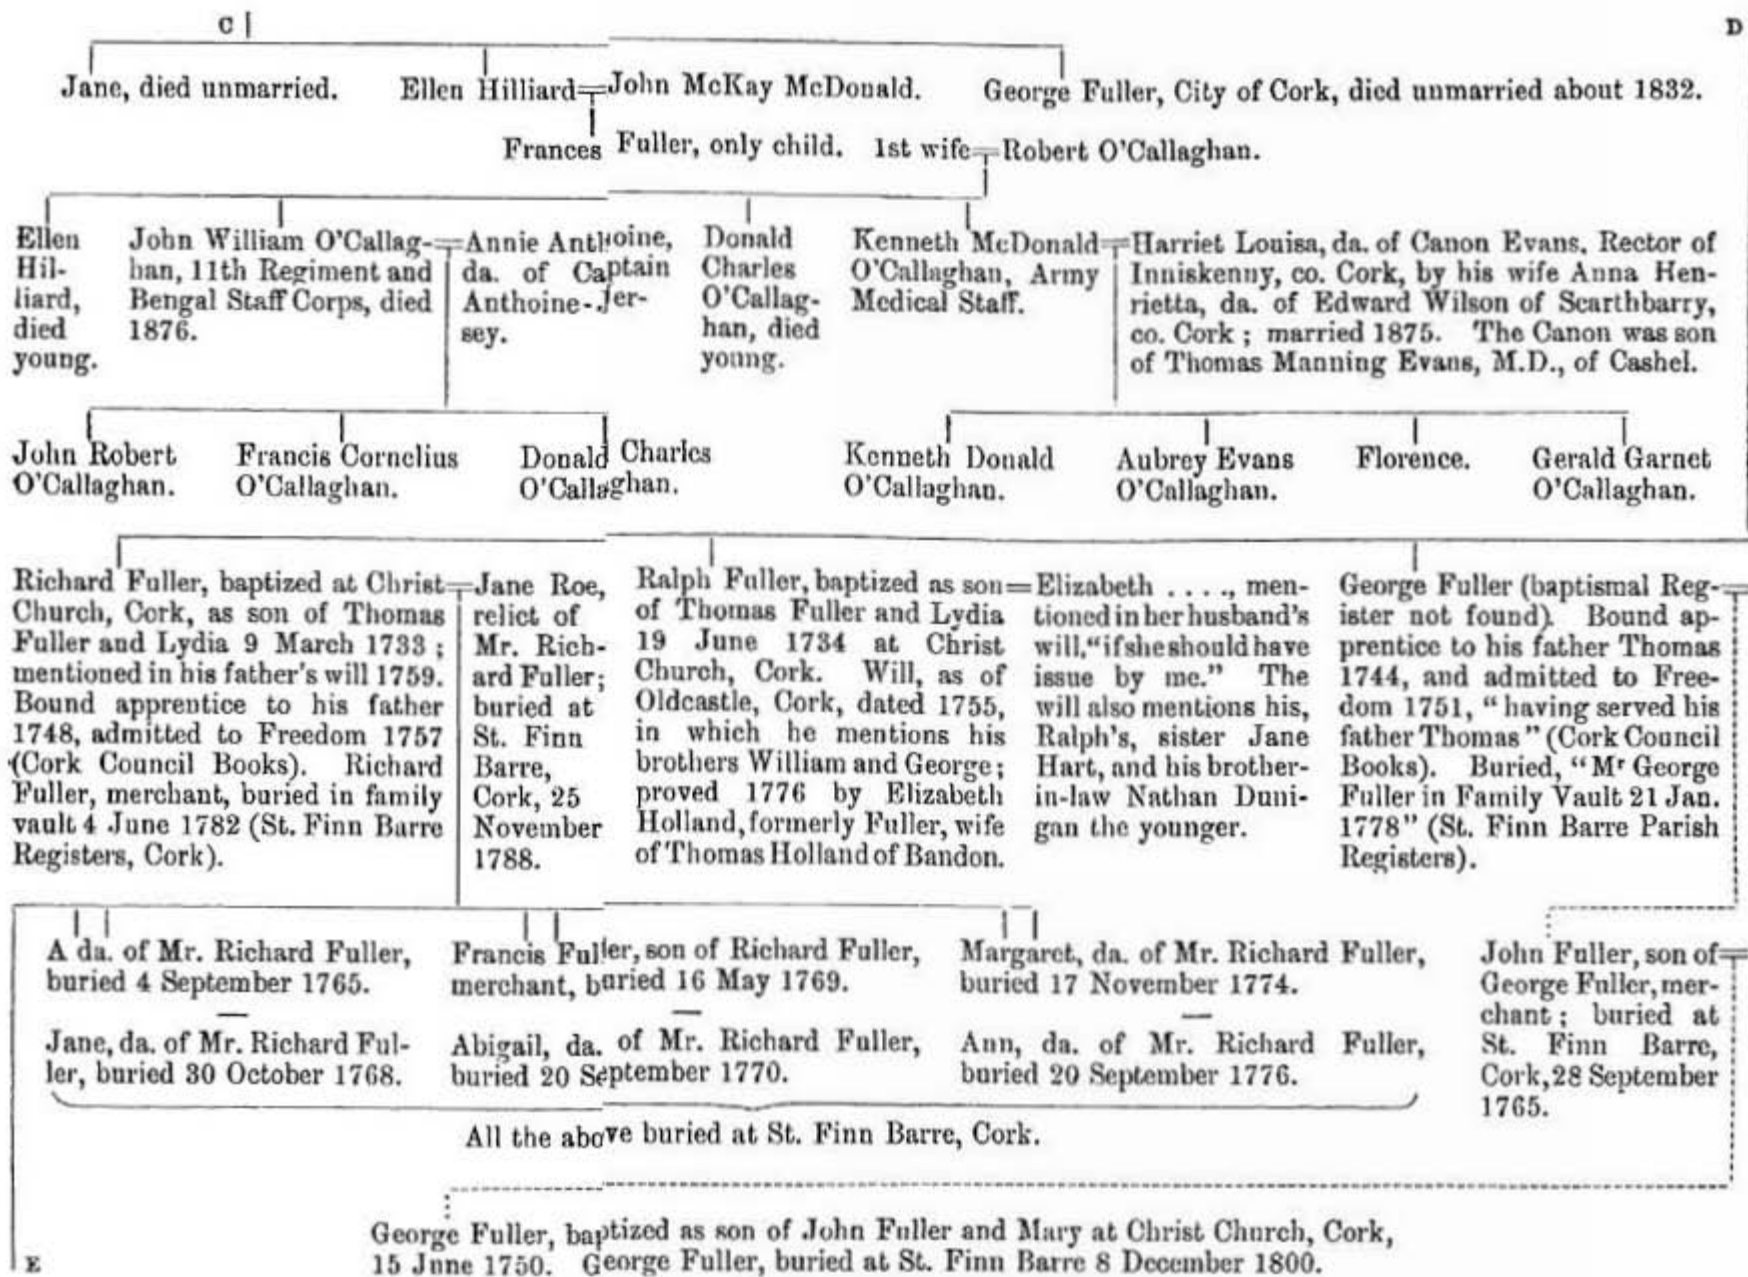 C D
Jane, died unmarried. Ellen Hilliard=John McKay McDonald. George Fuller, City of Cork, died unmarried about 1832.
Frances Fuller, only child. 1st wife=Robert O'Callaghan.
Ellen
Hil-
liard,
died
young.
John William O'Callag-
han, 11th Regiment and
Bengal Staff Corps, died
1876.
=Annie Anthoine,
da. of Captain
Anthoine-Jer-
sey.
Donald
Charles
O'Callag-
han, died
young.
Kenneth McDonald
O'Callaghan, Army
Medical Staff.
=Harriet Louisa, da. of Canon Evans, Rector of
Inniskenny, co. Cork, by his wife Anna Hen-
rietta, da. of Edward Wilson of Scarthbarry,
co. Cork; married 1875. The Canon was son
of Thomas Manning Evans, M.D., of Cashel.
John Robert
O'Callaghan.
Francis Cornelius
O'Callaghan.
Donald Charles
O'Callaghan.
Kenneth Donald
O'Callaghan.
Aubrey Evans
O'Callaghan.
Florence.
Gerald Garnet
O'Callaghan.
Richard Fuller, baptized at Christ
Church, Cork, as son of Thomas
Fuller and Lydia 9 March 1733;
mentioned in his father's will 1759.
Bound apprentice to his father
1748, admitted to Freedom 1757
(Cork Council Books). Richard
Fuller, merchant, buried in family
vault 4 June 1782 (St. Finn Barre
Registers, Cork).
=Jane Roe,
relict of
Mr. Rich-
ard Fuller;
buried at
St. Finn
Barre,
Cork, 25
November
1788.
Ralph Fuller, baptized as son
of Thomas Fuller and Lydia
19 June 1734 at Christ
Church, Cork. Will, as of
Oldcastle, Cork, dated 1755,
in which he mentions his
brothers William and George;
proved 1776 by Elizabeth
Holland, formerly Fuller, wife
of Thomas Holland of Bandon.
=Elizabeth . . . ., men-
tioned in her husband's
will, "if she should have
issue by me." The
will also mentions his,
Ralph's, sister Jane
Hart, and his brother-
in-law Nathan Duni-
gan the younger.
George Fuller (baptismal Reg-
ister not found). Bound ap-
prentice to his father Thomas
1744, and admitted to Free-
dom 1751, "having served his
father Thomas" (Cork Council
Books). Buried, "Mr George
Fuller in Family Vault 21 Jan.
1778" (St. Finn Barre Parish
Registers).
A da. of Mr. Richard Fuller,
buried 4 September 1765.
Jane, da. of Mr. Richard Ful-
ler, buried 30 October 1768.
Francis Fuller, son of Richard Fuller,
merchant, buried 16 May 1769.
Abigail, da. of Mr. Richard Fuller,
buried 20 September 1770.
Margaret, da. of Mr. Richard Fuller,
buried 17 November 1774.
Ann, da. of Mr. Richard Fuller,
buried 20 September 1776.
John Fuller, son of
George Fuller, mer-
chant; buried at
St. Finn Barre,
Cork, 28 September
1765.
All the above buried at St. Finn Barre, Cork.
George Fuller, baptized as son of John Fuller and Mary at Christ Church, Cork,
15 June 1750. George Fuller, buried at St. Finn Barre 8 December 1800.
E